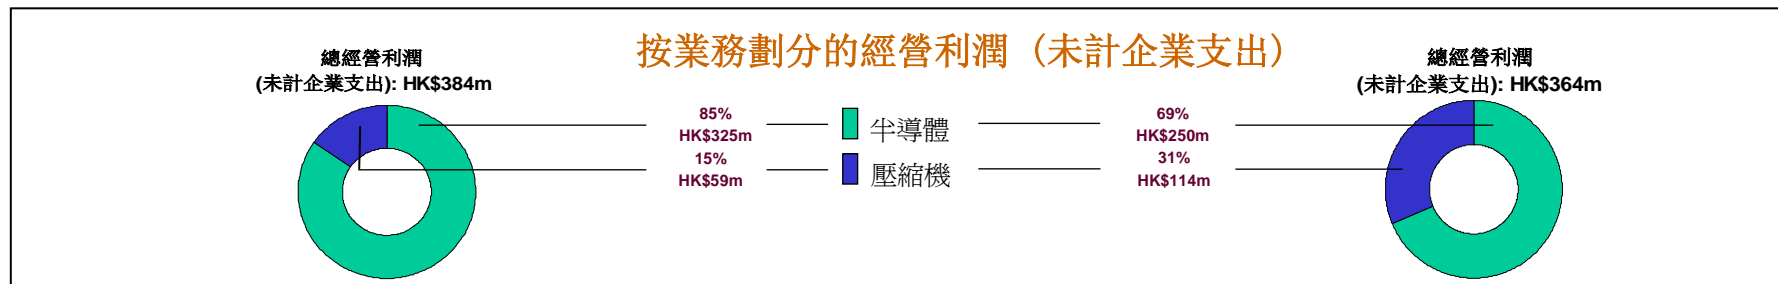 按業務劃分的經營利潤 (未計企業支出)
總經營利潤
(未計企業支出): HK$384m
總經營利潤
(未計企業支出): HK$364m
85%
HK$325m
半導體
69%
HK$250m
15%
HK$59m
壓縮機
31%
HK$114m